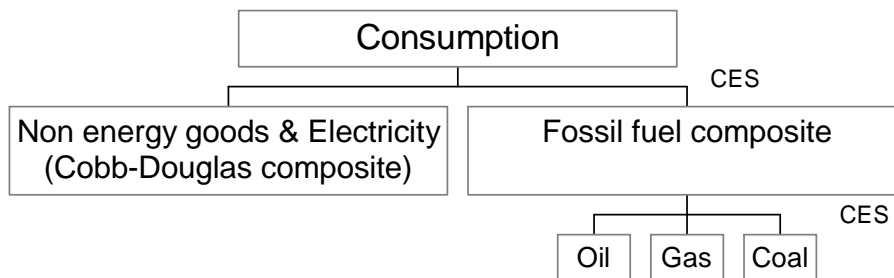 Consumption
CES
Non energy goods & Electricity
(Cobb-Douglas composite)
Fossil fuel composite
CES
Oil
Gas
Coal